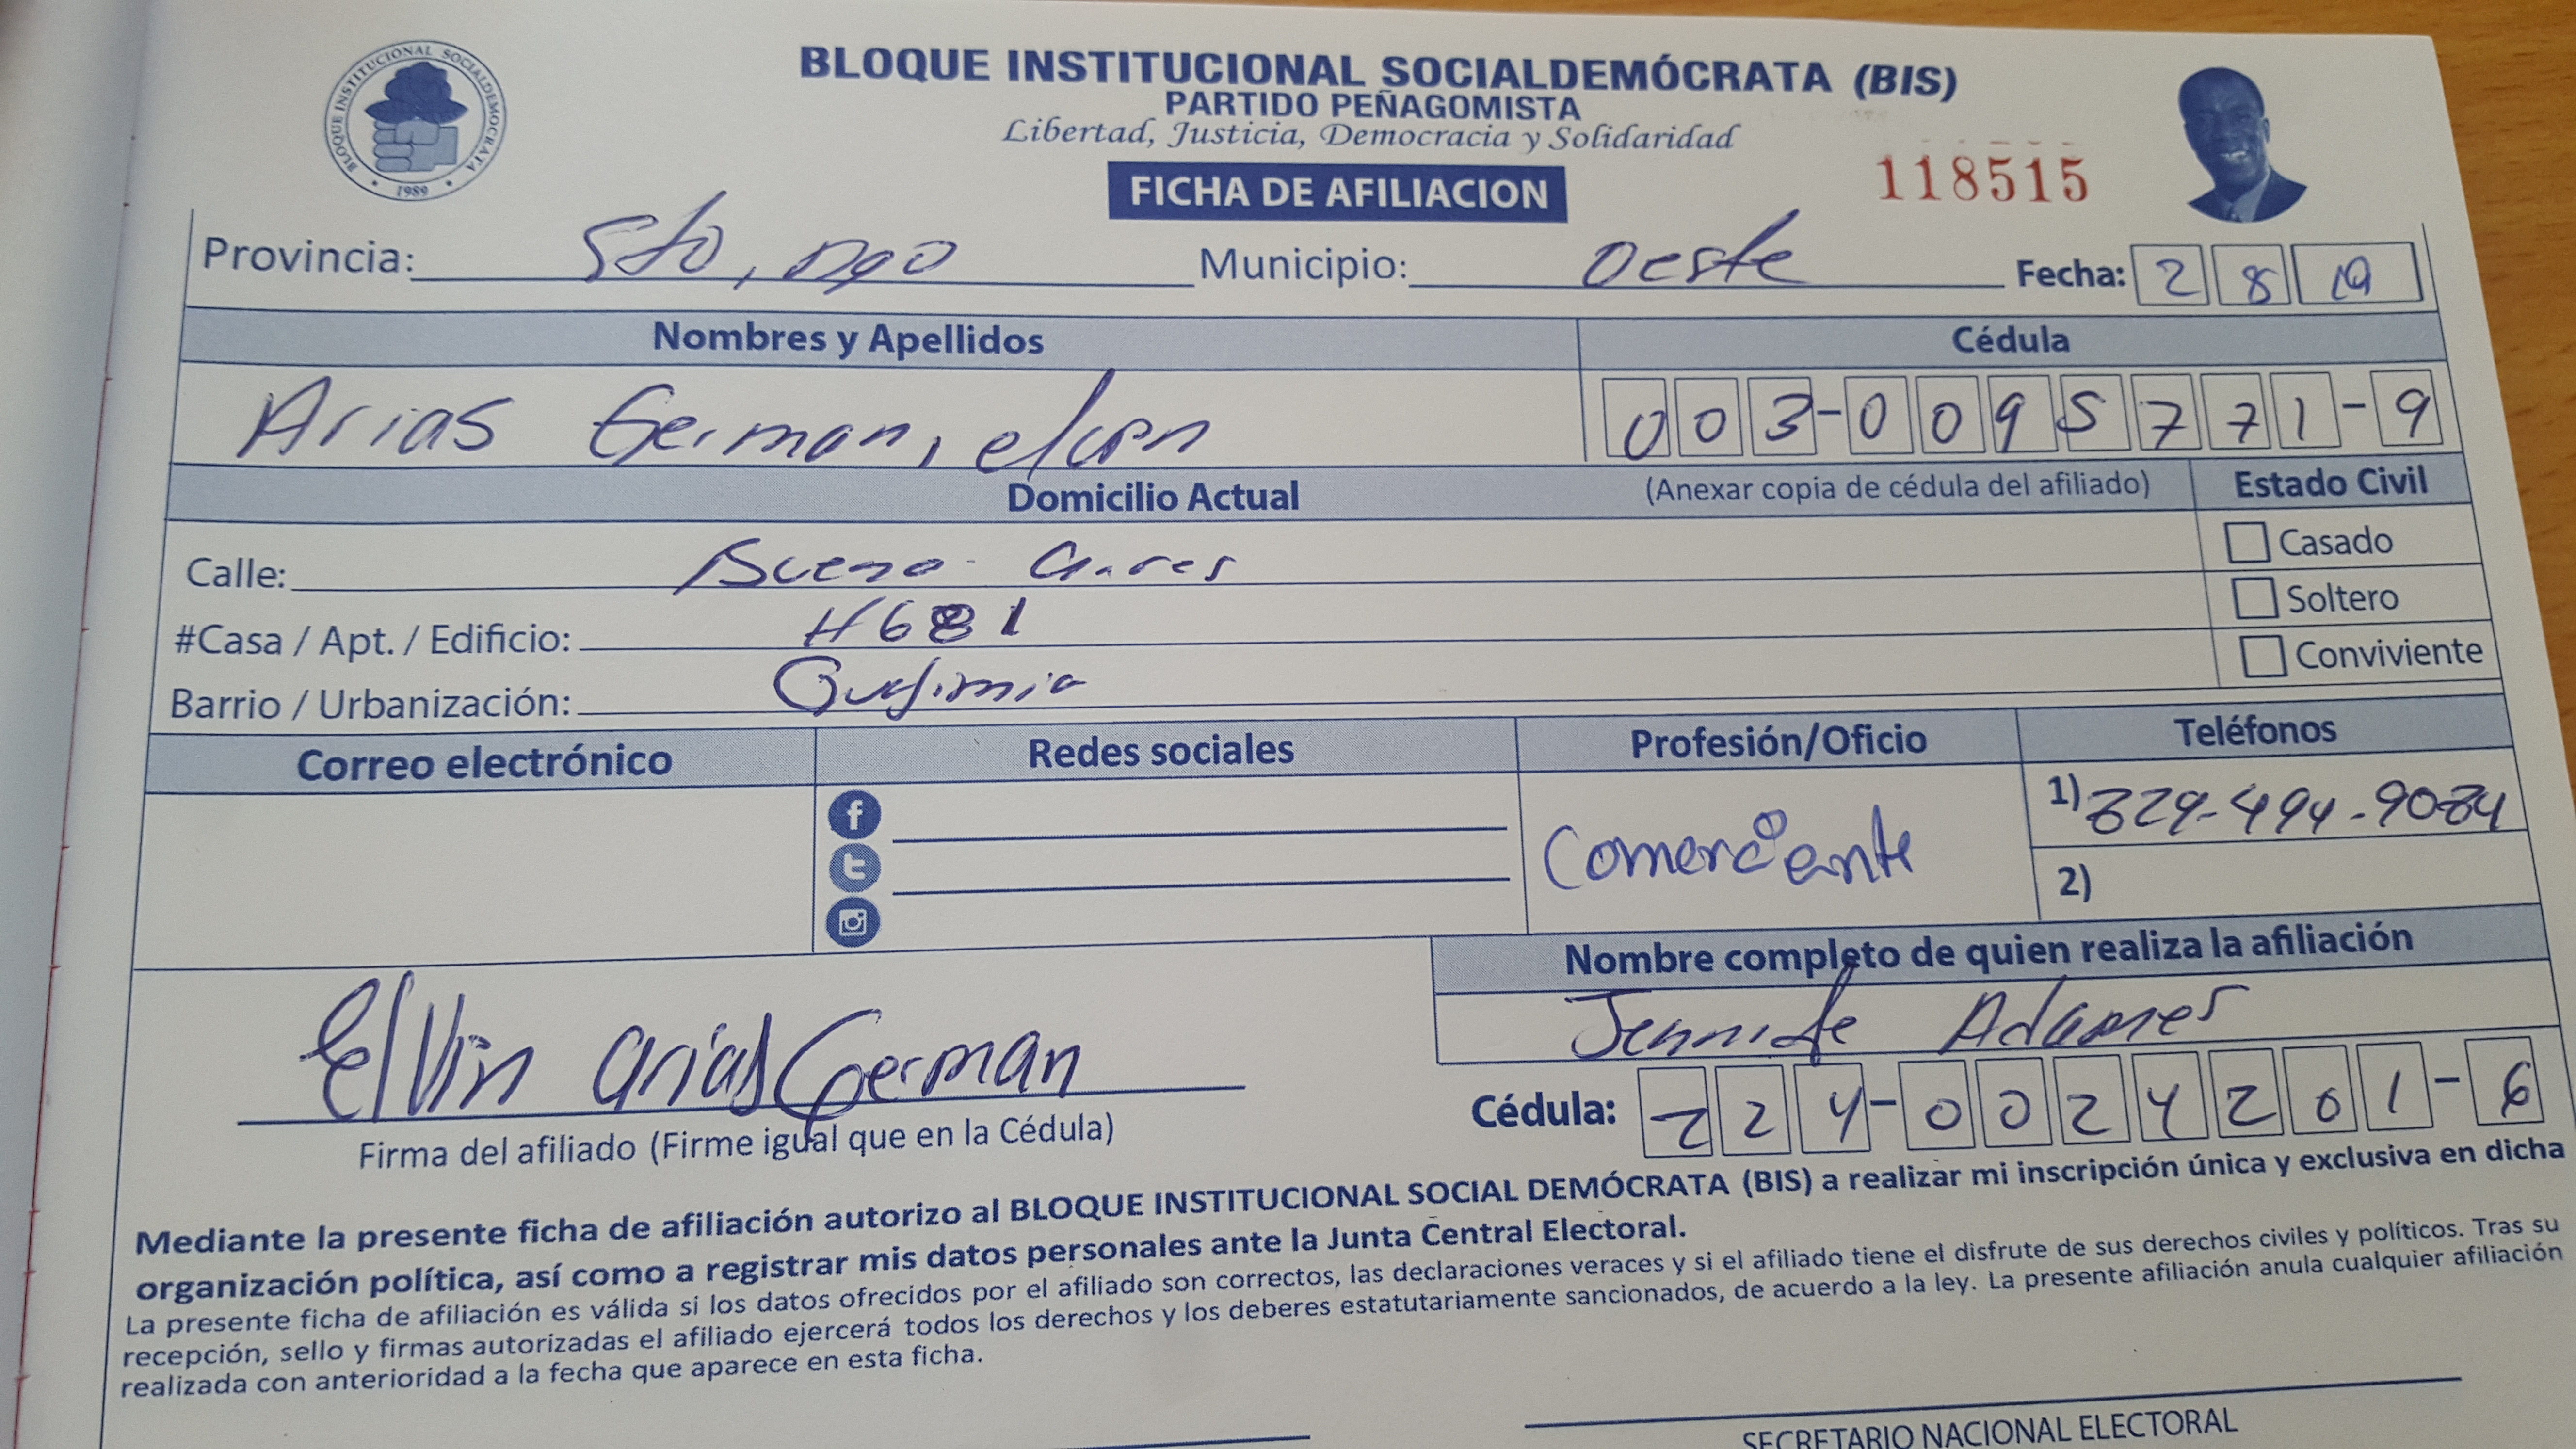 BLOQUE INSTITUCIONAL SOCIALDEMOCRATA
1989
BLOQUE INSTITUCIONAL SOCIALDEMÓCRATA (BIS)
PARTIDO PEÑAGOMISTA
Libertad, Justicia, Democracia y Solidaridad
FICHA DE AFILIACION
118515
Provincia: Sto, Dgo Municipio: Oeste Fecha: 2 8 19
Nombres y Apellidos Cédula
Arias German, 003-0095771-9
Domicilio Actual (Anexar copia de cédula del afiliado) Estado Civil
Calle: Bueno Aires Casado
#Casa / Apt. / Edificio: #681 Soltero
Barrio / Urbanización: Conviviente
Correo electrónico Redes sociales Profesión/Oficio Teléfonos
1) 829-494-9084
Comerciante
2)
Nombre completo de quien realiza la afiliación
Jennife Adames
Elvin arias German
Cédula: 224-0024201-6
Firma del afiliado (Firme igual que en la Cédula)
Mediante la presente ficha de afiliación autorizo al BLOQUE INSTITUCIONAL SOCIAL DEMÓCRATA (BIS) a realizar mi inscripción única y exclusiva en dicha
organización política, así como a registrar mis datos personales ante la Junta Central Electoral.
La presente ficha de afiliación es válida si los datos ofrecidos por el afiliado son correctos, las declaraciones veraces y si el afiliado tiene el disfrute de sus derechos civiles y políticos. Tras su
recepción, sello y firmas autorizadas el afiliado ejercerá todos los derechos y los deberes estatutariamente sancionados, de acuerdo a la ley. La presente afiliación anula cualquier afiliación
realizada con anterioridad a la fecha que aparece en esta ficha.
SECRETARIO NACIONAL ELECTORAL